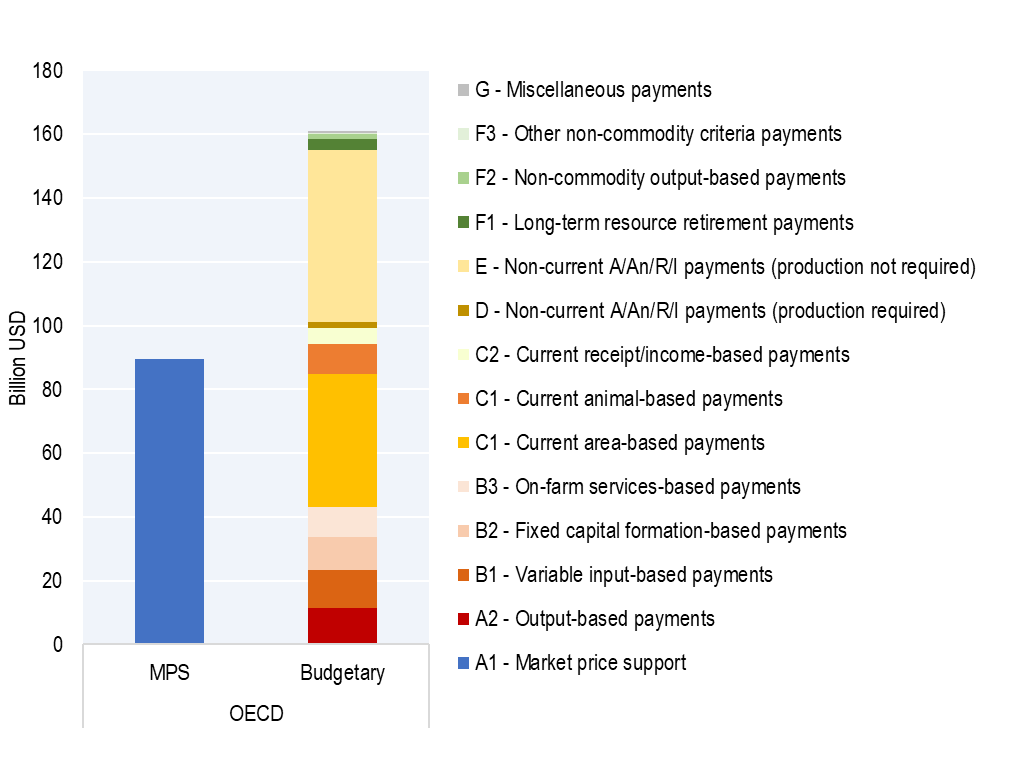 Billion USD
180
160
140
120
100
80
60
40
20
0
MPS
Budgetary
OECD
G - Miscellaneous payments
F3 - Other non-commodity criteria payments
F2 - Non-commodity output-based payments
F1 - Long-term resource retirement payments
E - Non-current A/An/R/I payments (production not required)
D - Non-current A/An/R/I payments (production required)
C2 - Current receipt/income-based payments
C1 - Current animal-based payments
C1 - Current area-based payments
B3 - On-farm services-based payments
B2 - Fixed capital formation-based payments
B1 - Variable input-based payments
A2 - Output-based payments
A1 - Market price support